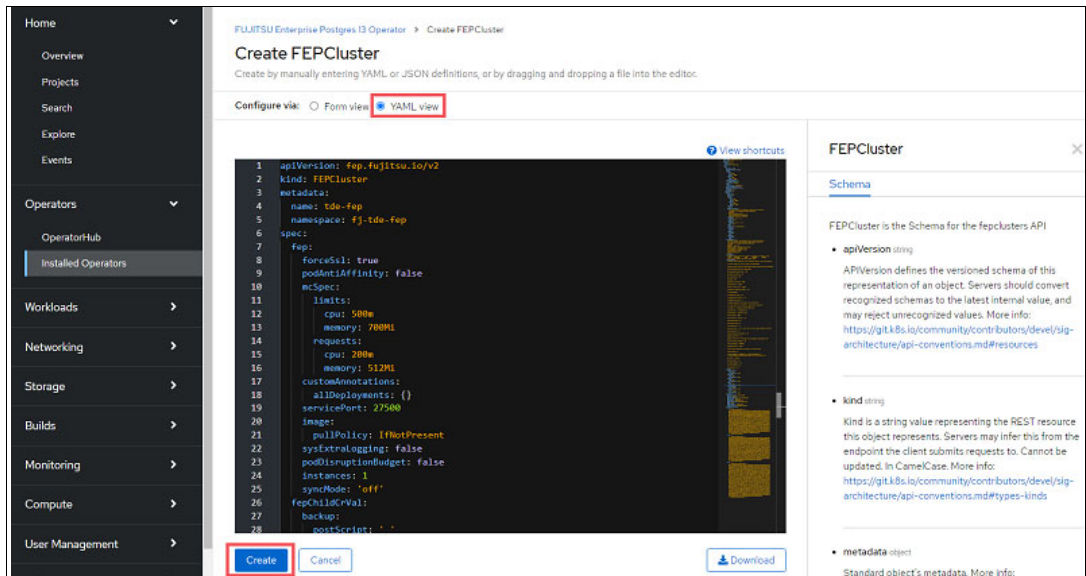 Home
Overview
Projects
Search
Explore
Events
Operators
OperatorHub
Installed Operators
Workloads
Networking
Storage
Builds
Monitoring
Compute
User Management
FUJITSU Enterprise Postgres 13 Operator > Create FEPCluster
Create FEPCluster
Create by manually entering YAML or JSON definitions, or by dragging and dropping a file into the editor.
Configure via: Form view YAML view
View shortcuts
1 apiVersion: fep.fujitsu.io/v2
2 kind: FEPCluster
3 metadata:
4 name: tde-fep
5 namespace: fj-tde-fep
6 spec:
7 fep:
8 forceSsl: true
9 podAntiAffinity: false
10 mcSpec:
11 limits:
12 cpu: 500m
13 memory: 700Mi
14 requests:
15 cpu: 200m
16 memory: 512Mi
17 customAnnotations:
18 allDeployments: {}
19 servicePort: 27500
20 image:
21 pullPolicy: IfNotPresent
22 sysExtraLogging: false
23 podDisruptionBudget: false
24 instances: 1
25 syncMode: 'off'
26 fepChildCrVal:
27 backup:
28 postScript: ' '
Create
Cancel
Download
FEPCluster
Schema
FEPCluster is the Schema for the fepclusters API
• apiVersion string
APIVersion defines the versioned schema of this
representation of an object. Servers should convert
recognized schemas to the latest internal value, and
may reject unrecognized values. More info:
https://git.k8s.io/community/contributors/devel/sig-
architecture/api-conventions.md#resources
• kind string
Kind is a string value representing the REST resource
this object represents. Servers may infer this from the
endpoint the client submits requests to. Cannot be
updated. In CamelCase. More info:
https://git.k8s.io/community/contributors/devel/sig-
architecture/api-conventions.md#types-kinds
• metadata object
Standard object's metadata. More info: